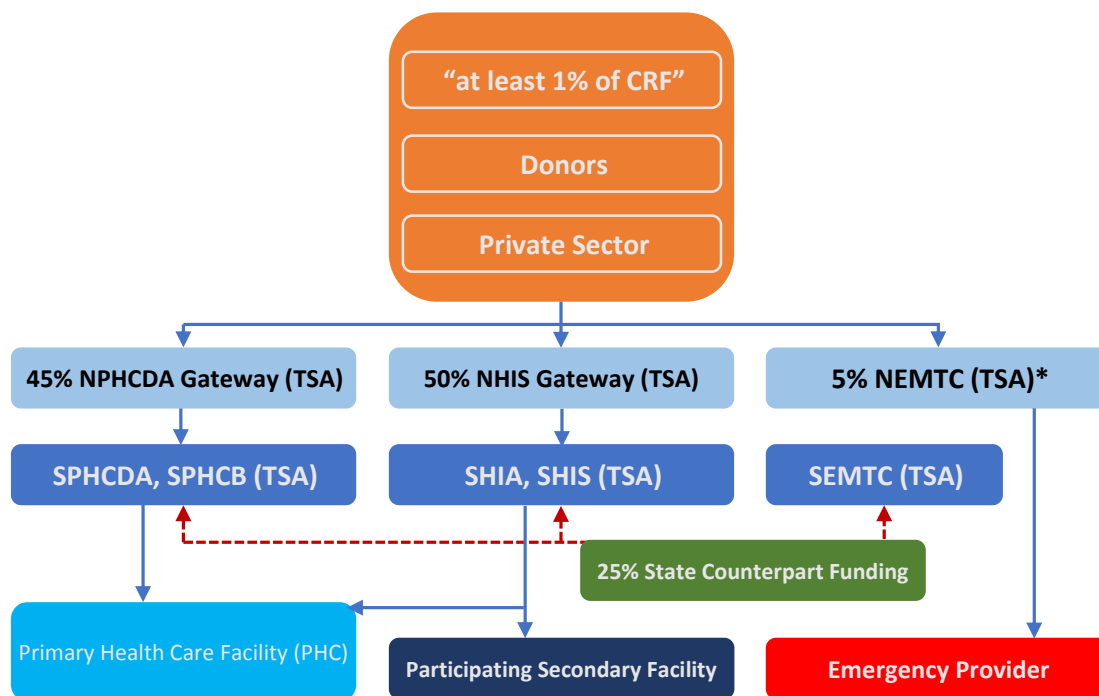 “at least 1% of CRF”
Donors
Private Sector
45% NPHCDA Gateway (TSA)
50% NHIS Gateway (TSA)
5% NEMTC (TSA)*
SPHCDA, SPHCB (TSA)
SHIA, SHIS (TSA)
SEMTC (TSA)
25% State Counterpart Funding
Primary Health Care Facility (PHC)
Participating Secondary Facility
Emergency Provider